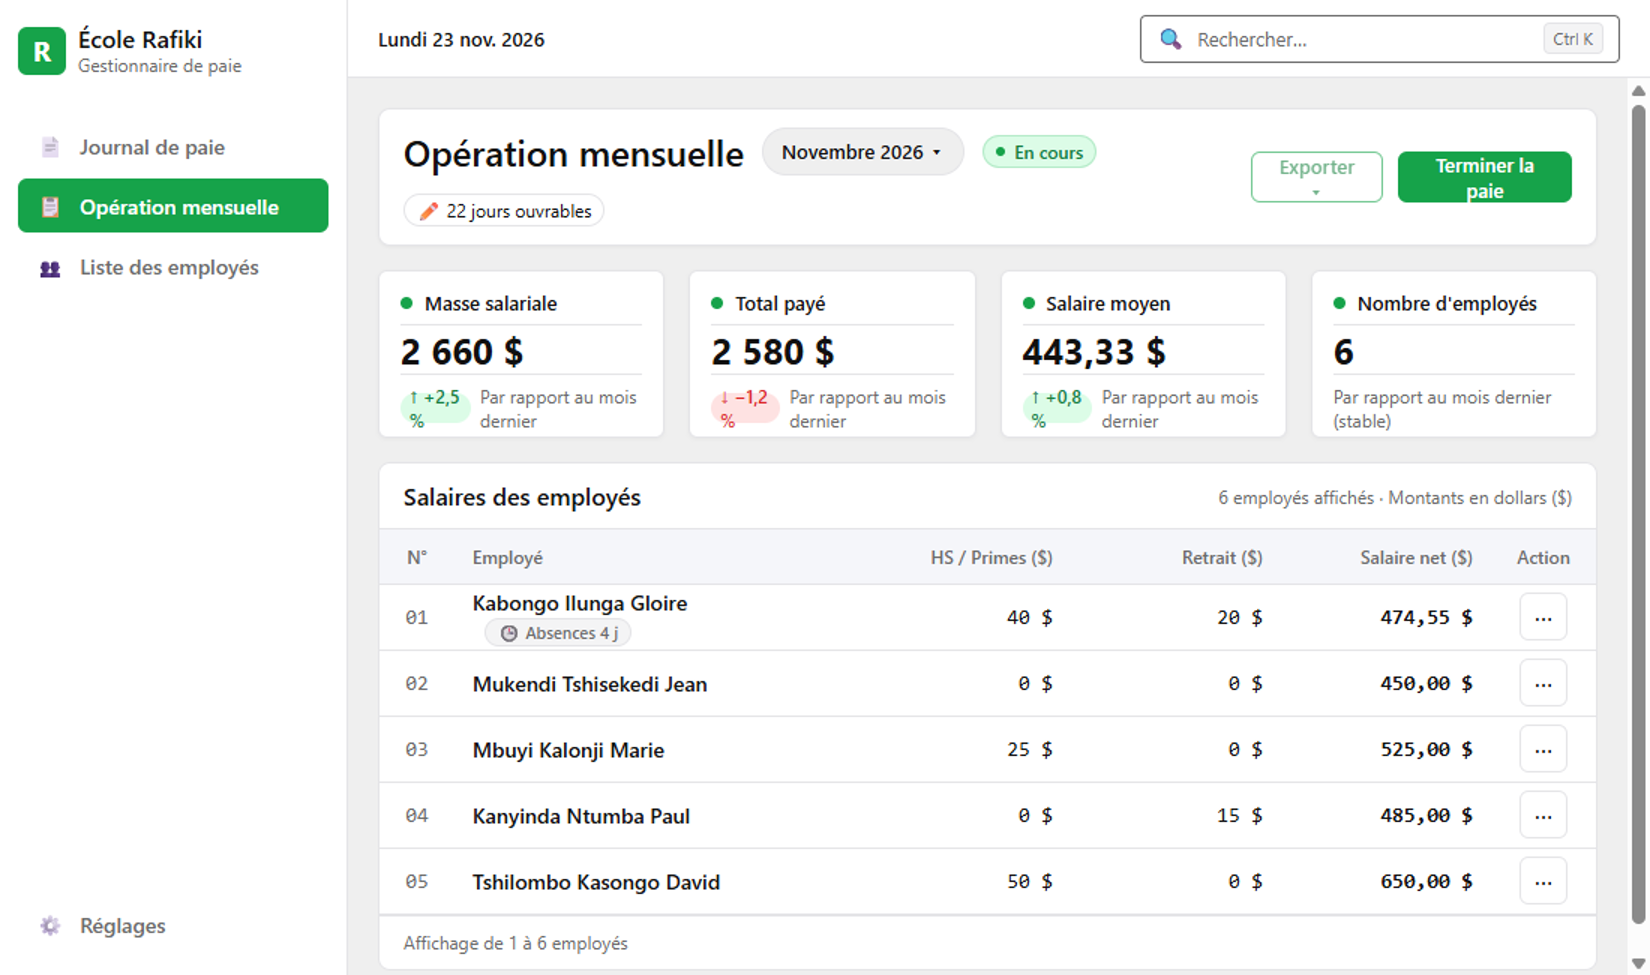 R
École Rafiki
Gestionnaire de paie
Journal de paie
Opération mensuelle
Liste des employés
Réglages
Lundi 23 nov. 2026
Rechercher...
Ctrl K
Opération mensuelle
Novembre 2026
En cours
22 jours ouvrables
Exporter
Terminer la
paie
Masse salariale
2 660 $
↑ +2,5
%
Par rapport au mois
dernier
Total payé
2 580 $
↓ −1,2
%
Par rapport au mois
dernier
Salaire moyen
443,33 $
↑ +0,8
%
Par rapport au mois
dernier
Nombre d'employés
6
Par rapport au mois dernier
(stable)
Salaires des employés
6 employés affichés · Montants en dollars ($)
N° Employé HS / Primes ($) Retrait ($) Salaire net ($) Action
01 Kabongo Ilunga Gloire 40 $ 20 $ 474,55 $ ...
Absences 4 j
02 Mukendi Tshisekedi Jean 0 $ 0 $ 450,00 $ ...
03 Mbuyi Kalonji Marie 25 $ 0 $ 525,00 $ ...
04 Kanyinda Ntumba Paul 0 $ 15 $ 485,00 $ ...
05 Tshilombo Kasongo David 50 $ 0 $ 650,00 $ ...
Affichage de 1 à 6 employés